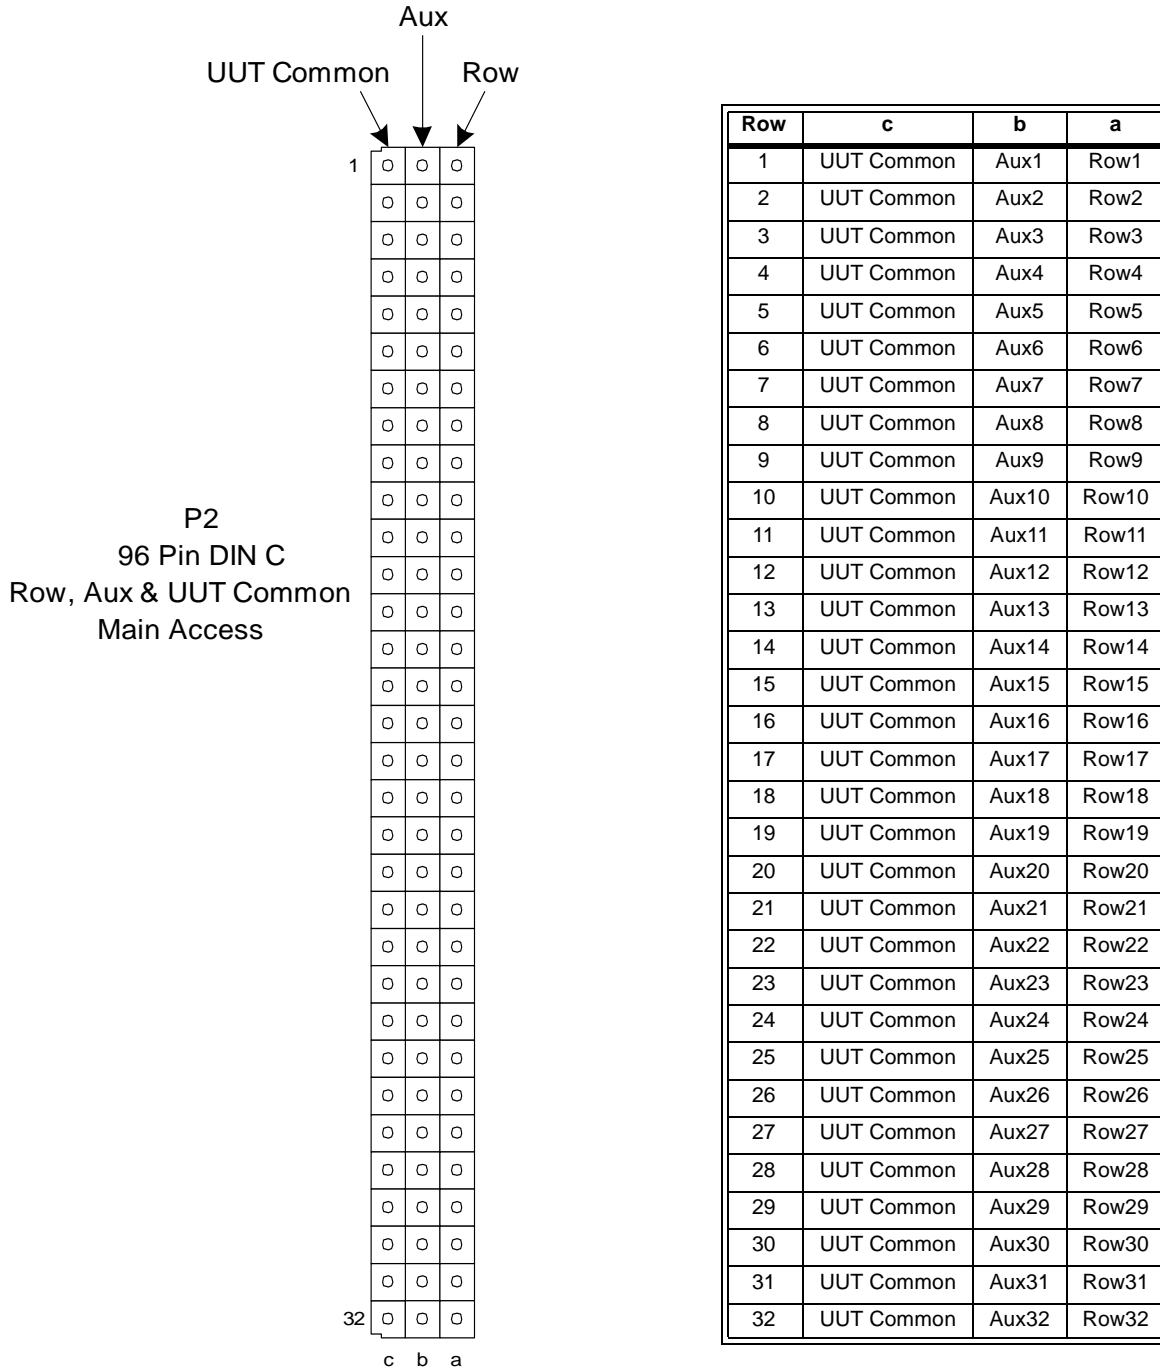 Aux
UUT Common Row
1
P2
96 Pin DIN C
Row, Aux & UUT Common
Main Access
32
c b a
Row c b a
1 UUT Common Aux1 Row1
2 UUT Common Aux2 Row2
3 UUT Common Aux3 Row3
4 UUT Common Aux4 Row4
5 UUT Common Aux5 Row5
6 UUT Common Aux6 Row6
7 UUT Common Aux7 Row7
8 UUT Common Aux8 Row8
9 UUT Common Aux9 Row9
10 UUT Common Aux10 Row10
11 UUT Common Aux11 Row11
12 UUT Common Aux12 Row12
13 UUT Common Aux13 Row13
14 UUT Common Aux14 Row14
15 UUT Common Aux15 Row15
16 UUT Common Aux16 Row16
17 UUT Common Aux17 Row17
18 UUT Common Aux18 Row18
19 UUT Common Aux19 Row19
20 UUT Common Aux20 Row20
21 UUT Common Aux21 Row21
22 UUT Common Aux22 Row22
23 UUT Common Aux23 Row23
24 UUT Common Aux24 Row24
25 UUT Common Aux25 Row25
26 UUT Common Aux26 Row26
27 UUT Common Aux27 Row27
28 UUT Common Aux28 Row28
29 UUT Common Aux29 Row29
30 UUT Common Aux30 Row30
31 UUT Common Aux31 Row31
32 UUT Common Aux32 Row32